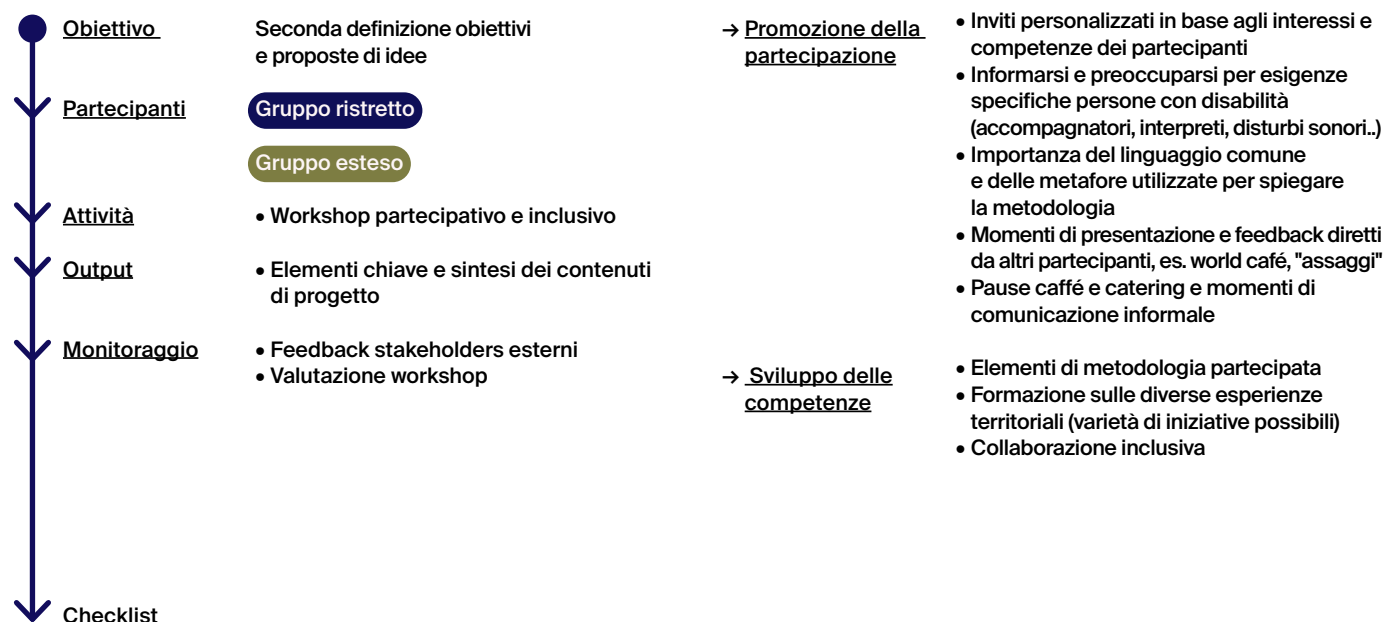 Obiettivo
Seconda definizione obiettivi
e proposte di idee
Partecipanti
Gruppo ristretto
Gruppo esteso
Attività
• Workshop partecipativo e inclusivo
Output
• Elementi chiave e sintesi dei contenuti
di progetto
Monitoraggio
• Feedback stakeholders esterni
• Valutazione workshop
Checklist
→ Promozione della
partecipazione
• Inviti personalizzati in base agli interessi e
competenze dei partecipanti
• Informarsi e preoccuparsi per esigenze
specifiche persone con disabilità
(accompagnatori, interpreti, disturbi sonori..)
• Importanza del linguaggio comune
e delle metafore utilizzate per spiegare
la metodologia
• Momenti di presentazione e feedback diretti
da altri partecipanti, es. world café, "assaggi"
• Pause caffé e catering e momenti di
comunicazione informale
→ Sviluppo delle
competenze
• Elementi di metodologia partecipata
• Formazione sulle diverse esperienze
territoriali (varietà di iniziative possibili)
• Collaborazione inclusiva